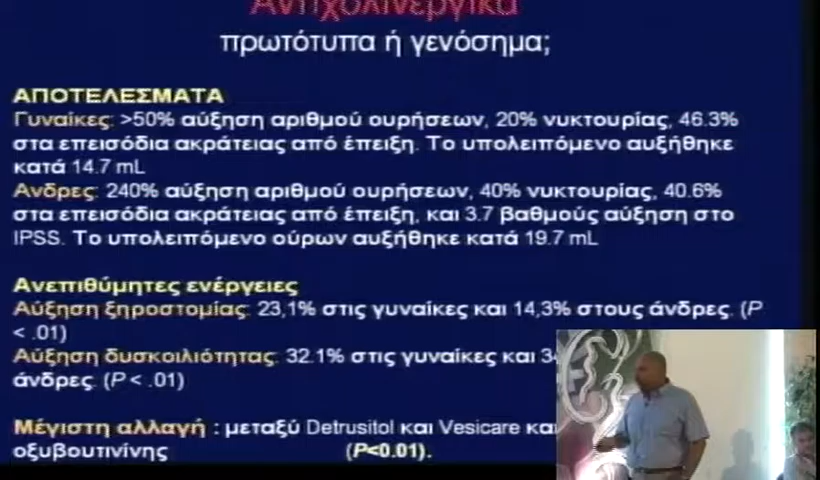 Αντιχολινεργικά
πρωτότυπα ή γενόσημα;
ΑΠΟΤΕΛΕΣΜΑΤΑ
Γυναίκες: >50% αύξηση αριθμού ουρήσεων, 20% νυκτουρίας, 46.3%
στα επεισόδια ακράτειας από έπειξη. Το υπολειπόμενο αυξήθηκε
κατά 14.7 mL
Ανδρες: 240% αύξηση αριθμού ουρήσεων, 40% νυκτουρίας, 40.6%
στα επεισόδια ακράτειας από έπειξη, και 3.7 βαθμούς αύξηση στο
IPSS. Το υπολειπόμενο ούρων αυξήθηκε κατά 19.7 mL
Ανεπιθύμητες ενέργειες
Αύξηση ξηροστομίας: 23,1% στις γυναίκες και 14,3% στους άνδρες. (P
< .01)
Αύξηση δυσκοιλιότητας: 32.1% στις γυναίκες και
άνδρες. (P < .01)
Μέγιστη αλλαγή : μεταξύ Detrusitol και Vesicare και
οξυβουτινίνης (P<0.01).